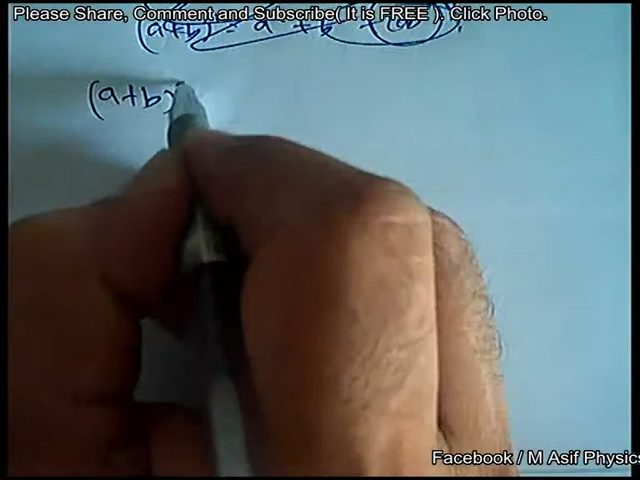 Please Share, Comment and Subscribe( It is FREE ). Click Photo.
(a+b) = a + b
(a+b)
Facebook / M Asif Physics